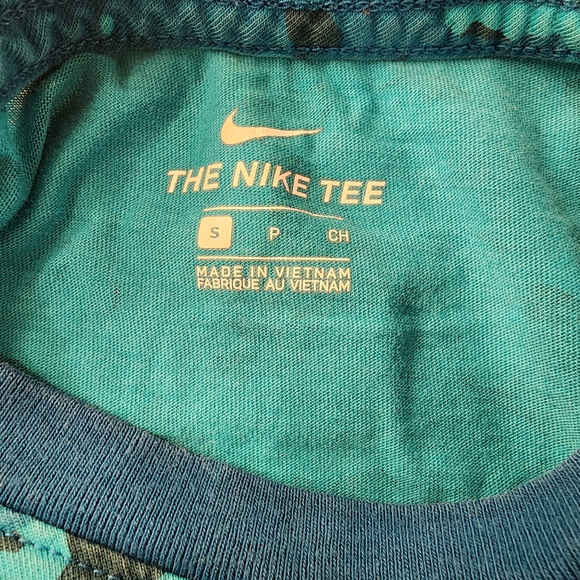 THE NIKE TEE
S P CH
MADE IN VIETNAM
FABRIQUE AU VIETNAM